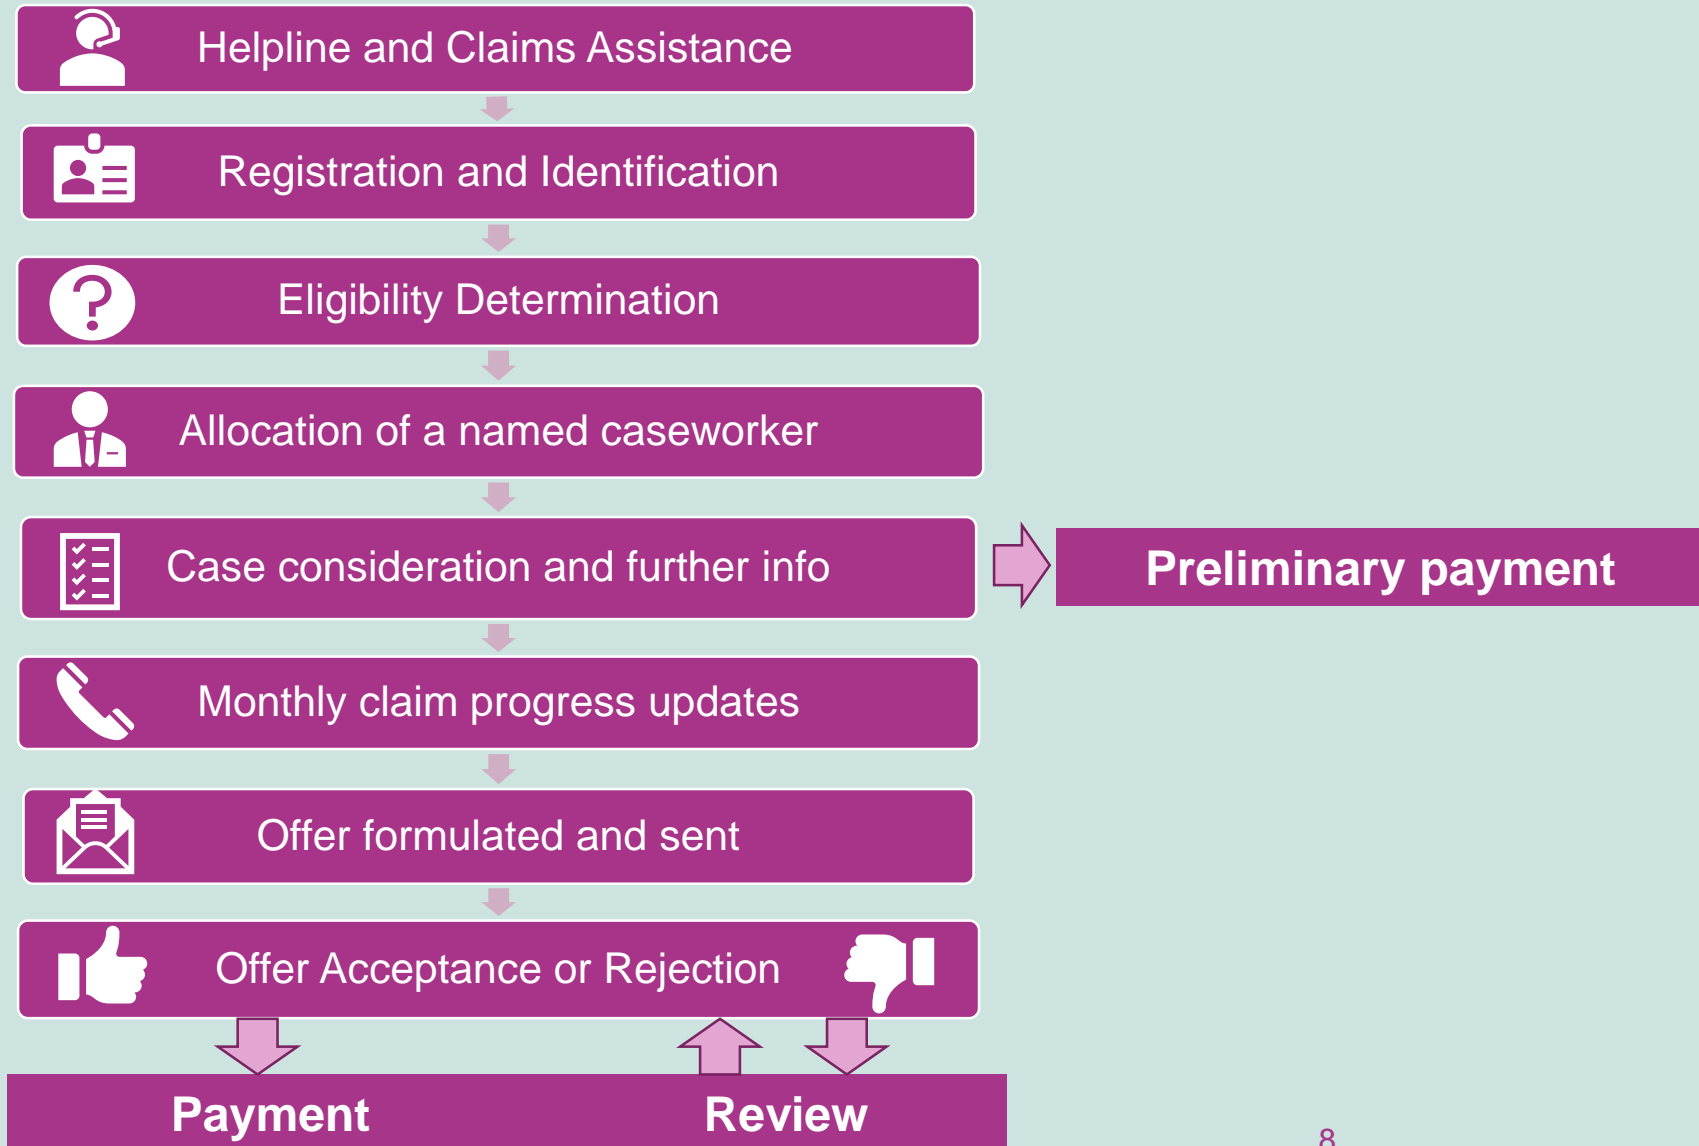 Helpline and Claims Assistance
Registration and Identification
Eligibility Determination
Allocation of a named caseworker
Case consideration and further info
Preliminary payment
Monthly claim progress updates
Offer formulated and sent
Offer Acceptance or Rejection
Payment
Review
8